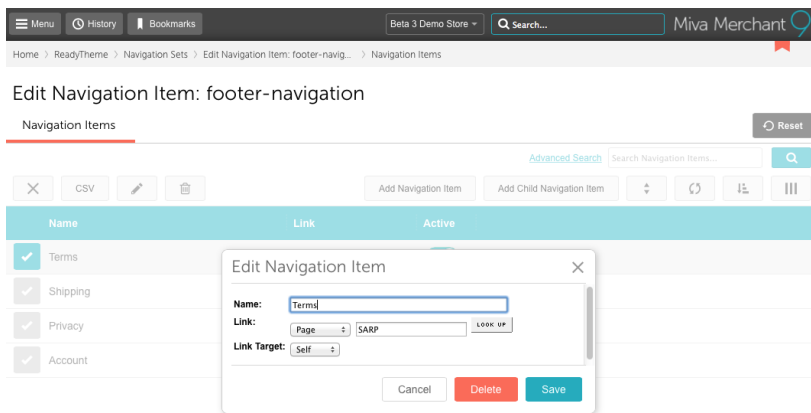 Menu History Bookmarks Beta 3 Demo Store Search... Miva Merchant 9
Home > ReadyTheme > Navigation Sets > Edit Navigation Item: footer-navig... > Navigation Items
Edit Navigation Item: footer-navigation
Navigation Items Reset
Advanced Search Search Navigation Items...
CSV Add Navigation Item Add Child Navigation Item
Name Link Active
Terms
Shipping
Privacy
Account
Edit Navigation Item
Name: Terms
Link: Page SARP LOOK UP
Link Target: Self
Cancel Delete Save